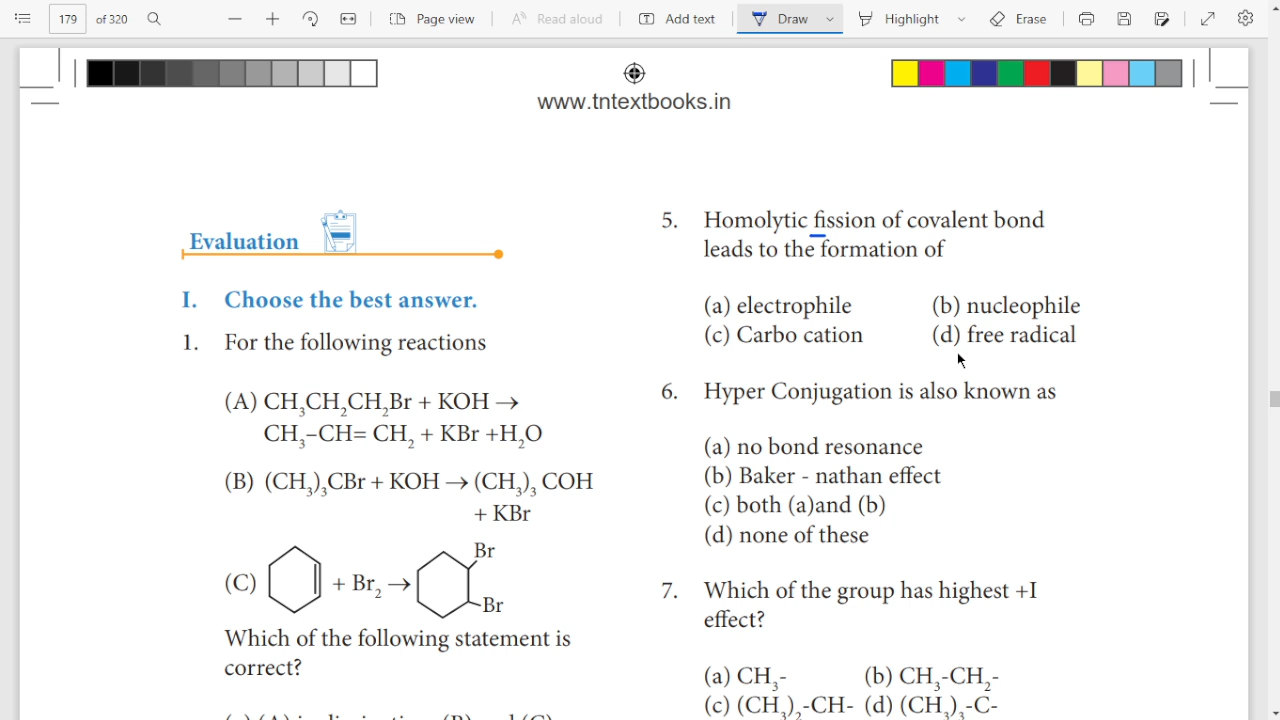 179 of 320 Page view Read aloud Add text Draw Highlight Erase
www.tntextbooks.in
Evaluation
I. Choose the best answer.
1. For the following reactions
(A) CH₃CH₂CH₂Br + KOH →
CH₃–CH= CH₂ + KBr +H₂O
(B) (CH₃)₃CBr + KOH → (CH₃)₃ COH
+ KBr
Br
(C) + Br₂ →
Br
Which of the following statement is
correct?
5. Homolytic fission of covalent bond
leads to the formation of
(a) electrophile (b) nucleophile
(c) Carbo cation (d) free radical
6. Hyper Conjugation is also known as
(a) no bond resonance
(b) Baker - nathan effect
(c) both (a)and (b)
(d) none of these
7. Which of the group has highest +I
effect?
(a) CH₃- (b) CH₃-CH₂-
(c) (CH₃)₂-CH- (d) (CH₃)₃-C-